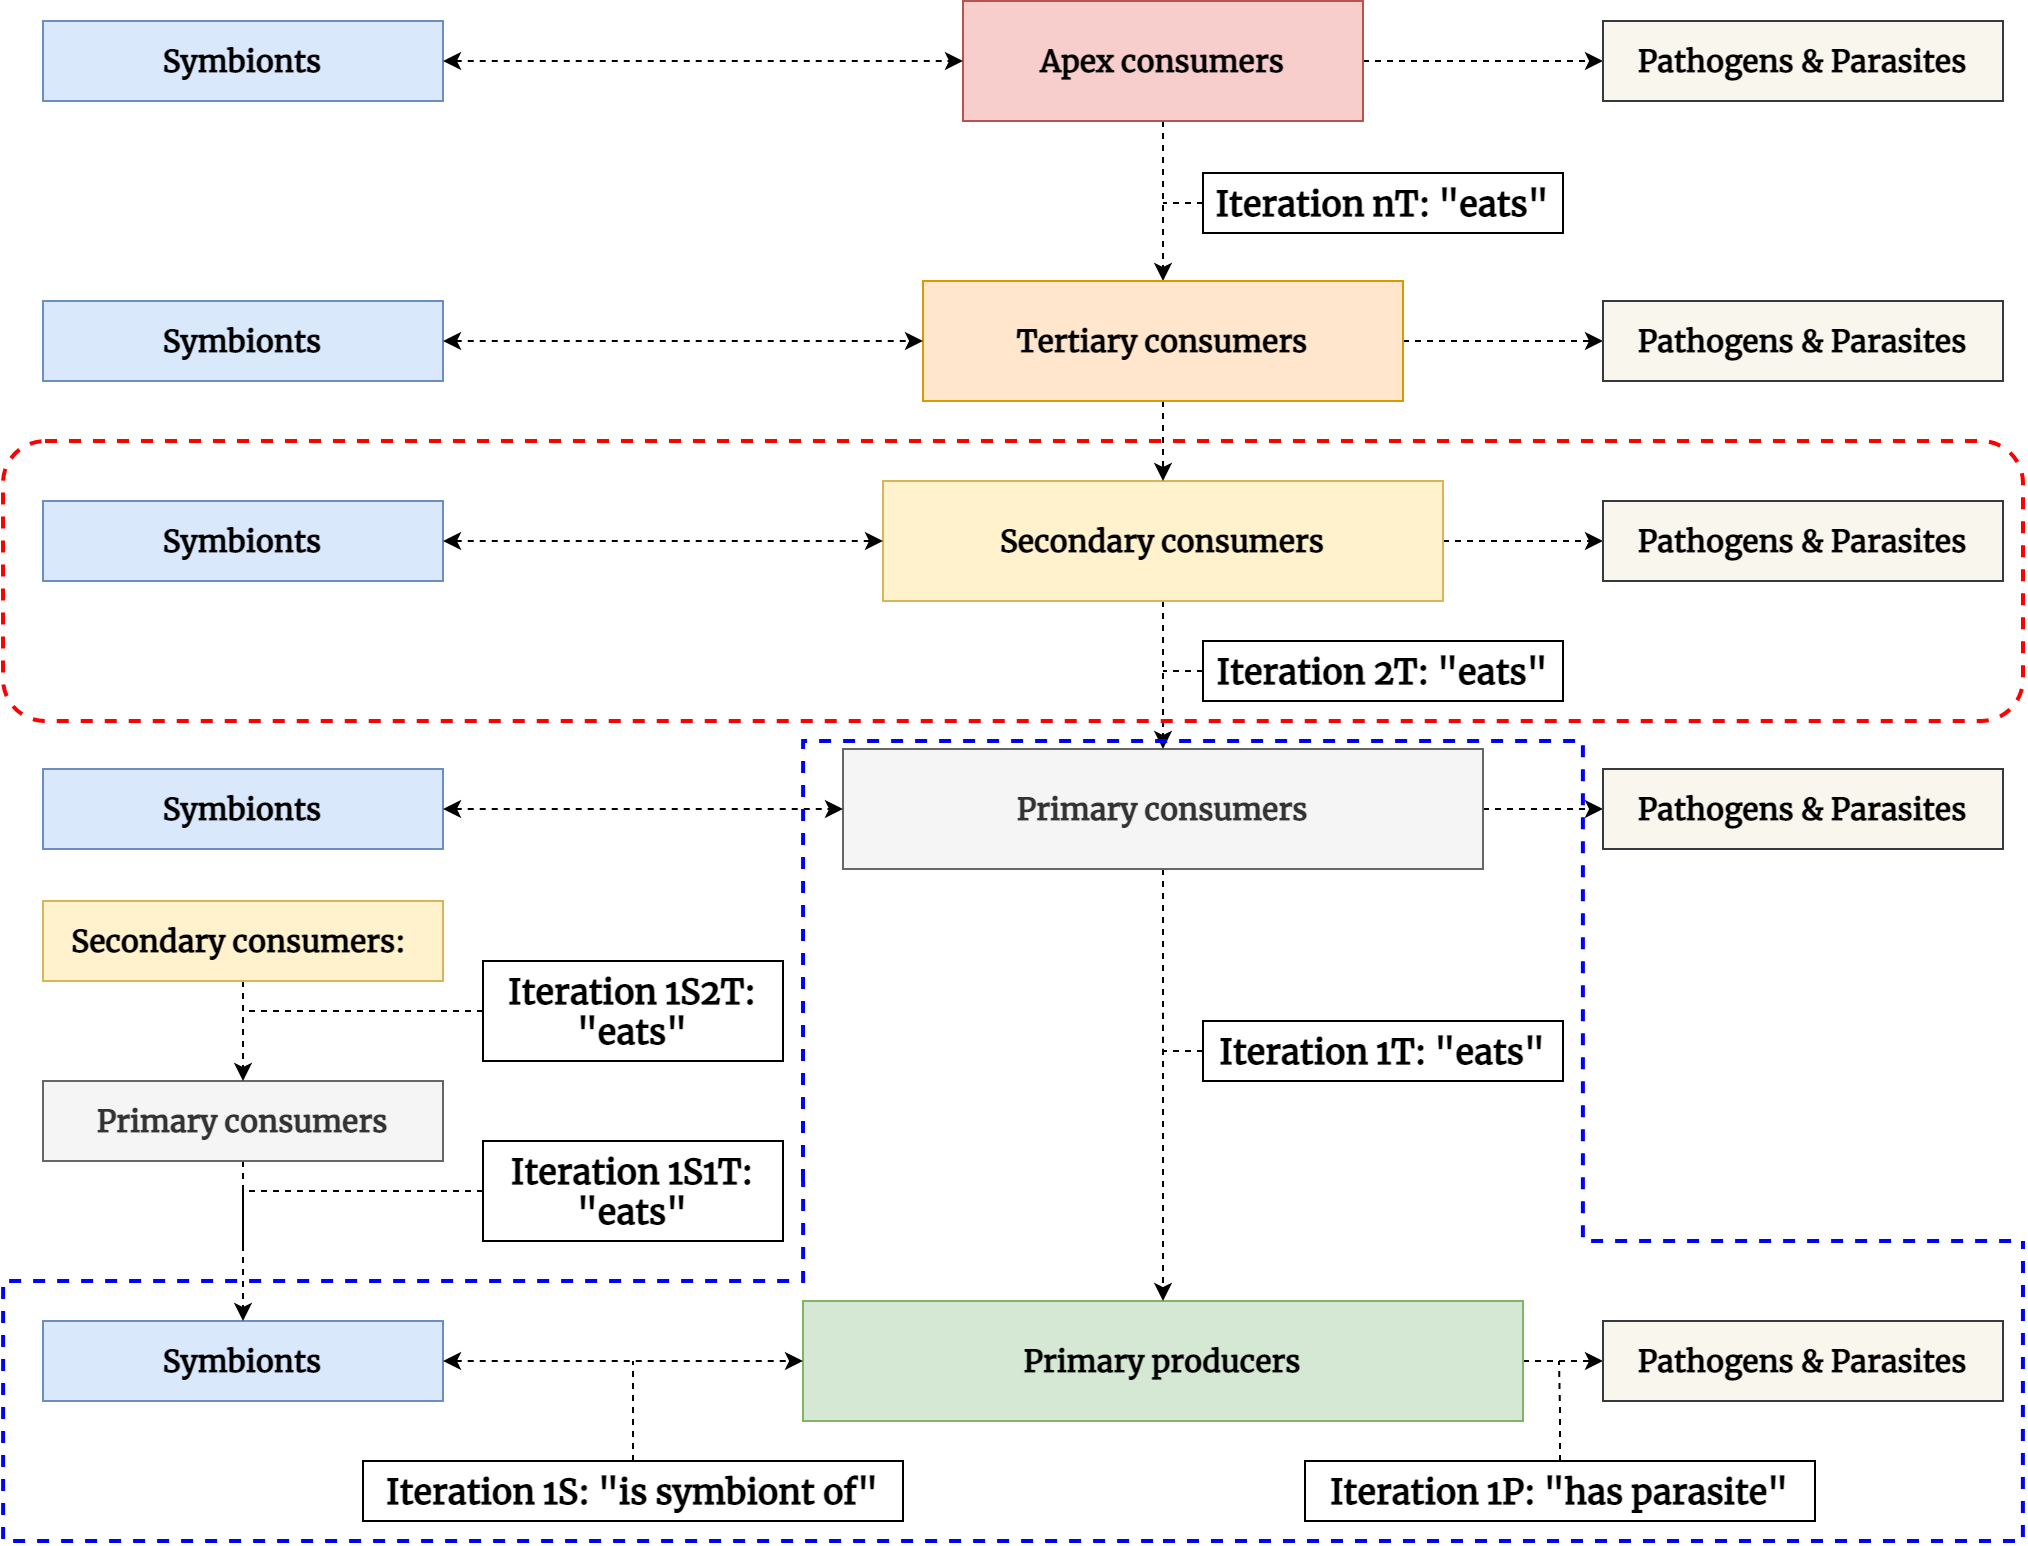 Symbionts
Apex consumers
Pathogens & Parasites
Iteration nT: "eats"
Symbionts
Tertiary consumers
Pathogens & Parasites
Symbionts
Secondary consumers
Pathogens & Parasites
Iteration 2T: "eats"
Symbionts
Primary consumers
Pathogens & Parasites
Secondary consumers:
Iteration 1S2T:
"eats"
Iteration 1T: "eats"
Primary consumers
Iteration 1S1T:
"eats"
Symbionts
Primary producers
Pathogens & Parasites
Iteration 1S: "is symbiont of"
Iteration 1P: "has parasite"